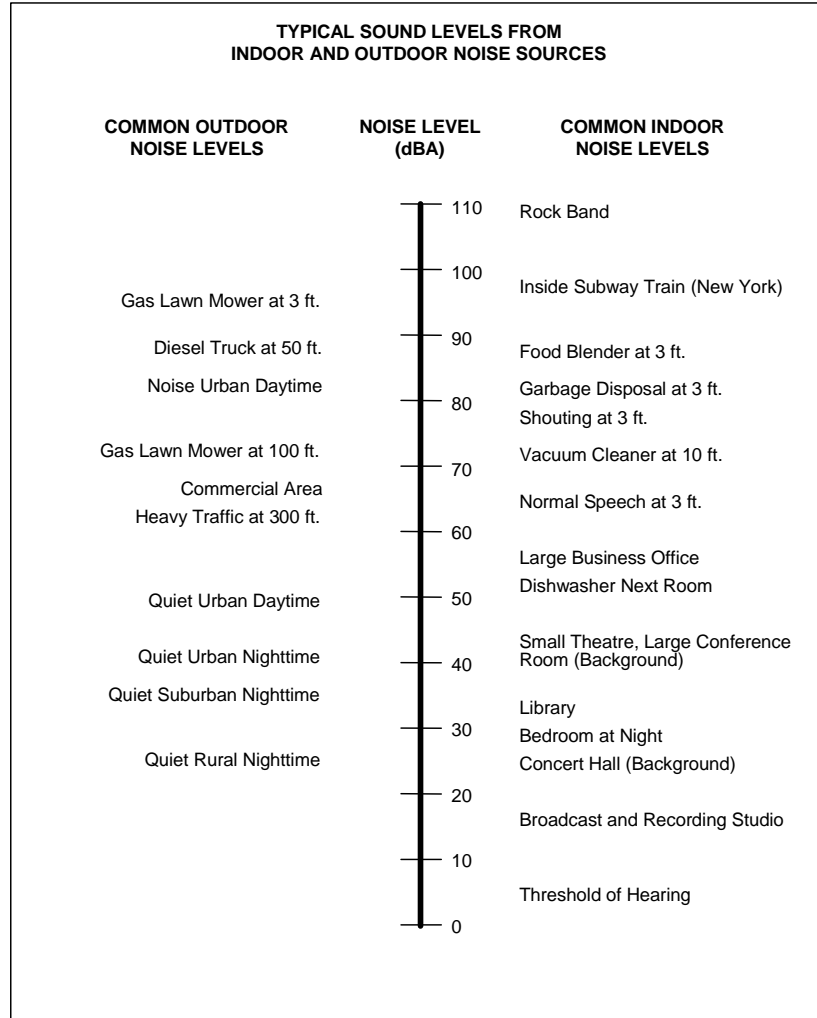 TYPICAL SOUND LEVELS FROM
INDOOR AND OUTDOOR NOISE SOURCES
COMMON OUTDOOR
NOISE LEVELS
NOISE LEVEL
(dBA)
COMMON INDOOR
NOISE LEVELS
110
Rock Band
100
Inside Subway Train (New York)
Gas Lawn Mower at 3 ft.
90
Diesel Truck at 50 ft.
Food Blender at 3 ft.
Noise Urban Daytime
Garbage Disposal at 3 ft.
80
Shouting at 3 ft.
Gas Lawn Mower at 100 ft.
Vacuum Cleaner at 10 ft.
70
Commercial Area
Normal Speech at 3 ft.
Heavy Traffic at 300 ft.
60
Large Business Office
Dishwasher Next Room
Quiet Urban Daytime
50
Small Theatre, Large Conference
Room (Background)
Quiet Urban Nighttime
40
Quiet Suburban Nighttime
Library
30
Bedroom at Night
Quiet Rural Nighttime
Concert Hall (Background)
20
Broadcast and Recording Studio
10
Threshold of Hearing
0